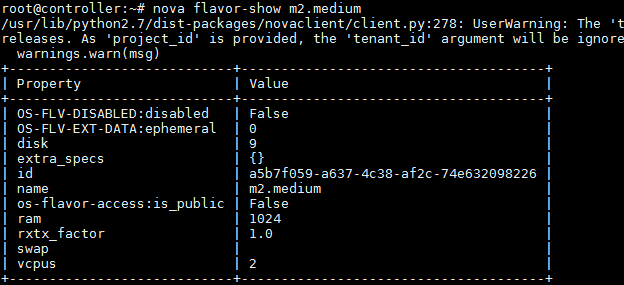 root@controller:~# nova flavor-show m2.medium
/usr/lib/python2.7/dist-packages/novaclient/client.py:278: UserWarning: The 't
releases. As 'project_id' is provided, the 'tenant_id' argument will be ignore
  warnings.warn(msg)
+----------------------------+--------------------------------------+
| Property                   | Value                                |
+----------------------------+--------------------------------------+
| OS-FLV-DISABLED:disabled   | False                                |
| OS-FLV-EXT-DATA:ephemeral  | 0                                    |
| disk                       | 9                                    |
| extra_specs                | {}                                   |
| id                         | a5b7f059-a637-4c38-af2c-74e632098226 |
| name                       | m2.medium                            |
| os-flavor-access:is_public | False                                |
| ram                        | 1024                                 |
| rxtx_factor                | 1.0                                  |
| swap                       |                                      |
| vcpus                      | 2                                    |
+----------------------------+--------------------------------------+